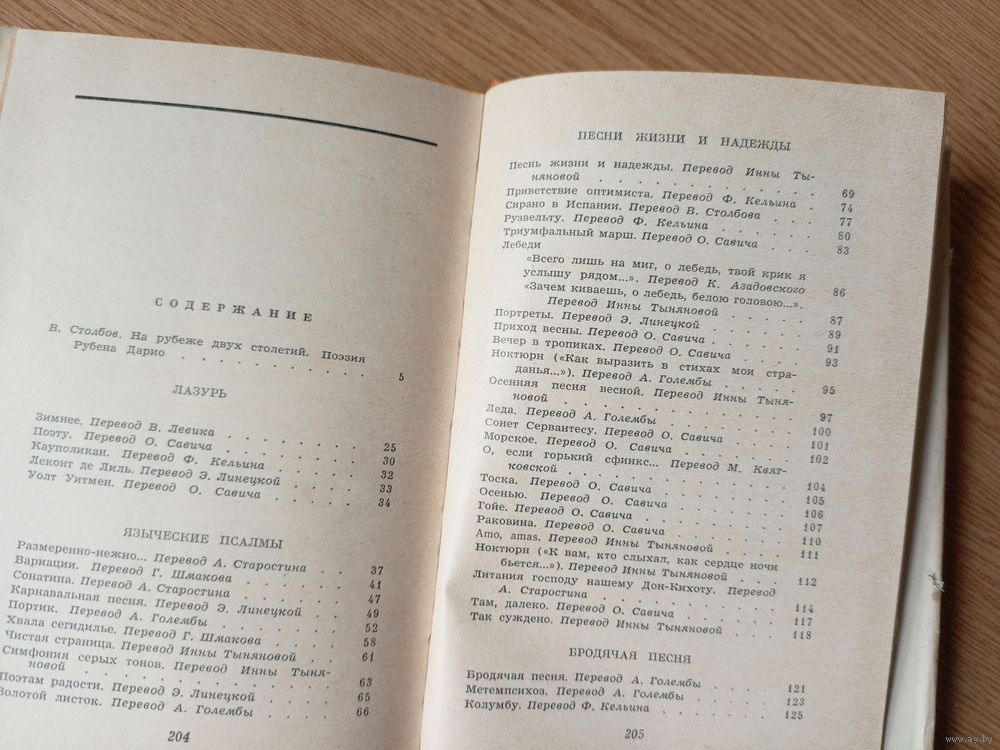 СОДЕРЖАНИЕ
В. Столбов. На рубеже двух столетий. Поэзия
Рубена Дарио . . . . . . . . . . 5
ЛАЗУРЬ
Зимнее. Перевод В. Левика . . . . . . . . 25
Поэту. Перевод О. Савича . . . . . . . . 30
Кауполикан. Перевод Ф. Кельина . . . . . . 32
Леконт де Лиль. Перевод Э. Линецкой . . . . 33
Уолт Уитмен. Перевод О. Савича . . . . . . 34
ЯЗЫЧЕСКИЕ ПСАЛМЫ
Размеренно-нежно... Перевод А. Старостина . . 37
Вариации. Перевод Г. Шмакова . . . . . . 41
Сонатина. Перевод А. Старостина . . . . . . 47
Карнавальная песня. Перевод Э. Линецкой . . 49
Портик. Перевод А. Голембы . . . . . . . 52
Хвала сегидилье. Перевод Г. Шмакова . . . . 58
Чистая страница. Перевод Инны Тыняновой . . 61
Симфония серых тонов. Перевод Инны Тыня-
новой . . . . . . . . . . . . 63
Поэтам радости. Перевод Э. Линецкой . . . . 65
Золотой листок. Перевод А. Голембы . . . . 66
204
ПЕСНИ ЖИЗНИ И НАДЕЖДЫ
Песнь жизни и надежды. Перевод Инны Ты-
няновой . . . . . . . . . . . . 69
Приветствие оптимиста. Перевод Ф. Кельина . 74
Сирано в Испании. Перевод В. Столбова . . . 77
Рузвельту. Перевод Ф. Кельина . . . . . . 80
Триумфальный марш. Перевод О. Савича . . . 83
Лебеди
«Всего лишь на миг, о лебедь, твой крик я
услышу рядом...». Перевод К. Азадовского 86
«Зачем киваешь, о лебедь, белою головою...».
Перевод Инны Тыняновой . . . . . . 87
Портреты. Перевод Э. Линецкой . . . . . . 89
Приход весны. Перевод О. Савича . . . . . 91
Вечер в тропиках. Перевод О. Савича . . . . 93
Ноктюрн («Как выразить в стихах мои стра-
данья...»). Перевод А. Голембы . . . . . 95
Осенняя песня весной. Перевод Инны Тыня-
новой . . . . . . . . . . . . 97
Леда. Перевод А. Голембы . . . . . . . . 100
Сонет Сервантесу. Перевод О. Савича . . . . 101
Морское. Перевод О. Савича . . . . . . . 102
О, если горький сфинкс... Перевод М. Квят-
ковской . . . . . . . . . . . . 104
Тоска. Перевод О. Савича . . . . . . . . 105
Осенью. Перевод О. Савича . . . . . . . . 106
Гойе. Перевод О. Савича . . . . . . . . . 107
Раковина. Перевод О. Савича . . . . . . . 110
Amo, amas. Перевод Инны Тыняновой . . . . 111
Ноктюрн («К вам, кто слыхал, как сердце ночи
бьется...»). Перевод Инны Тыняновой . . . 112
Литания господу нашему Дон-Кихоту. Перевод
А. Старостина . . . . . . . . . . 114
Там, далеко. Перевод О. Савича . . . . . . 117
Так суждено. Перевод Инны Тыняновой . . . 118
БРОДЯЧАЯ ПЕСНЯ
Бродячая песня. Перевод А. Голембы . . . . 121
Метемпсихоз. Перевод А. Голембы . . . . . 123
Колумбу. Перевод Ф. Кельина . . . . . . . 125
205
www.ay.by